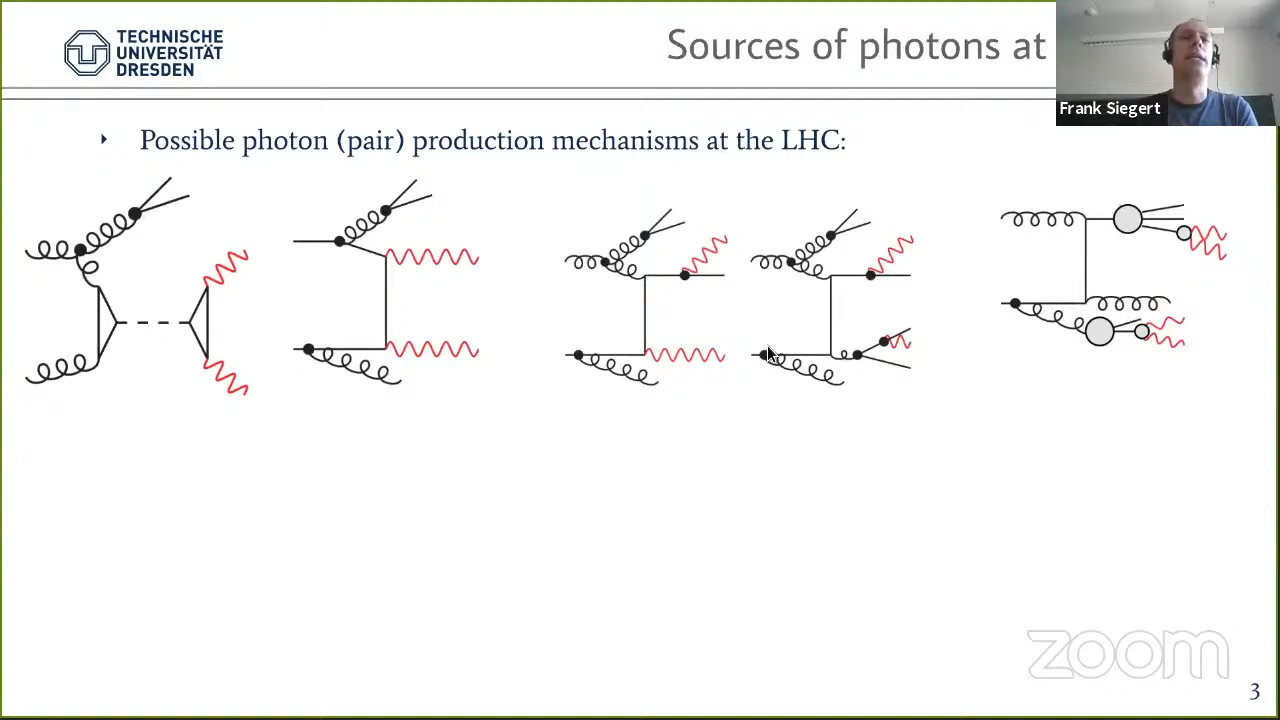 TECHNISCHE
UNIVERSITÄT
DRESDEN
Sources of photons at
Frank Siegert
‣ Possible photon (pair) production mechanisms at the LHC:
zoom
3